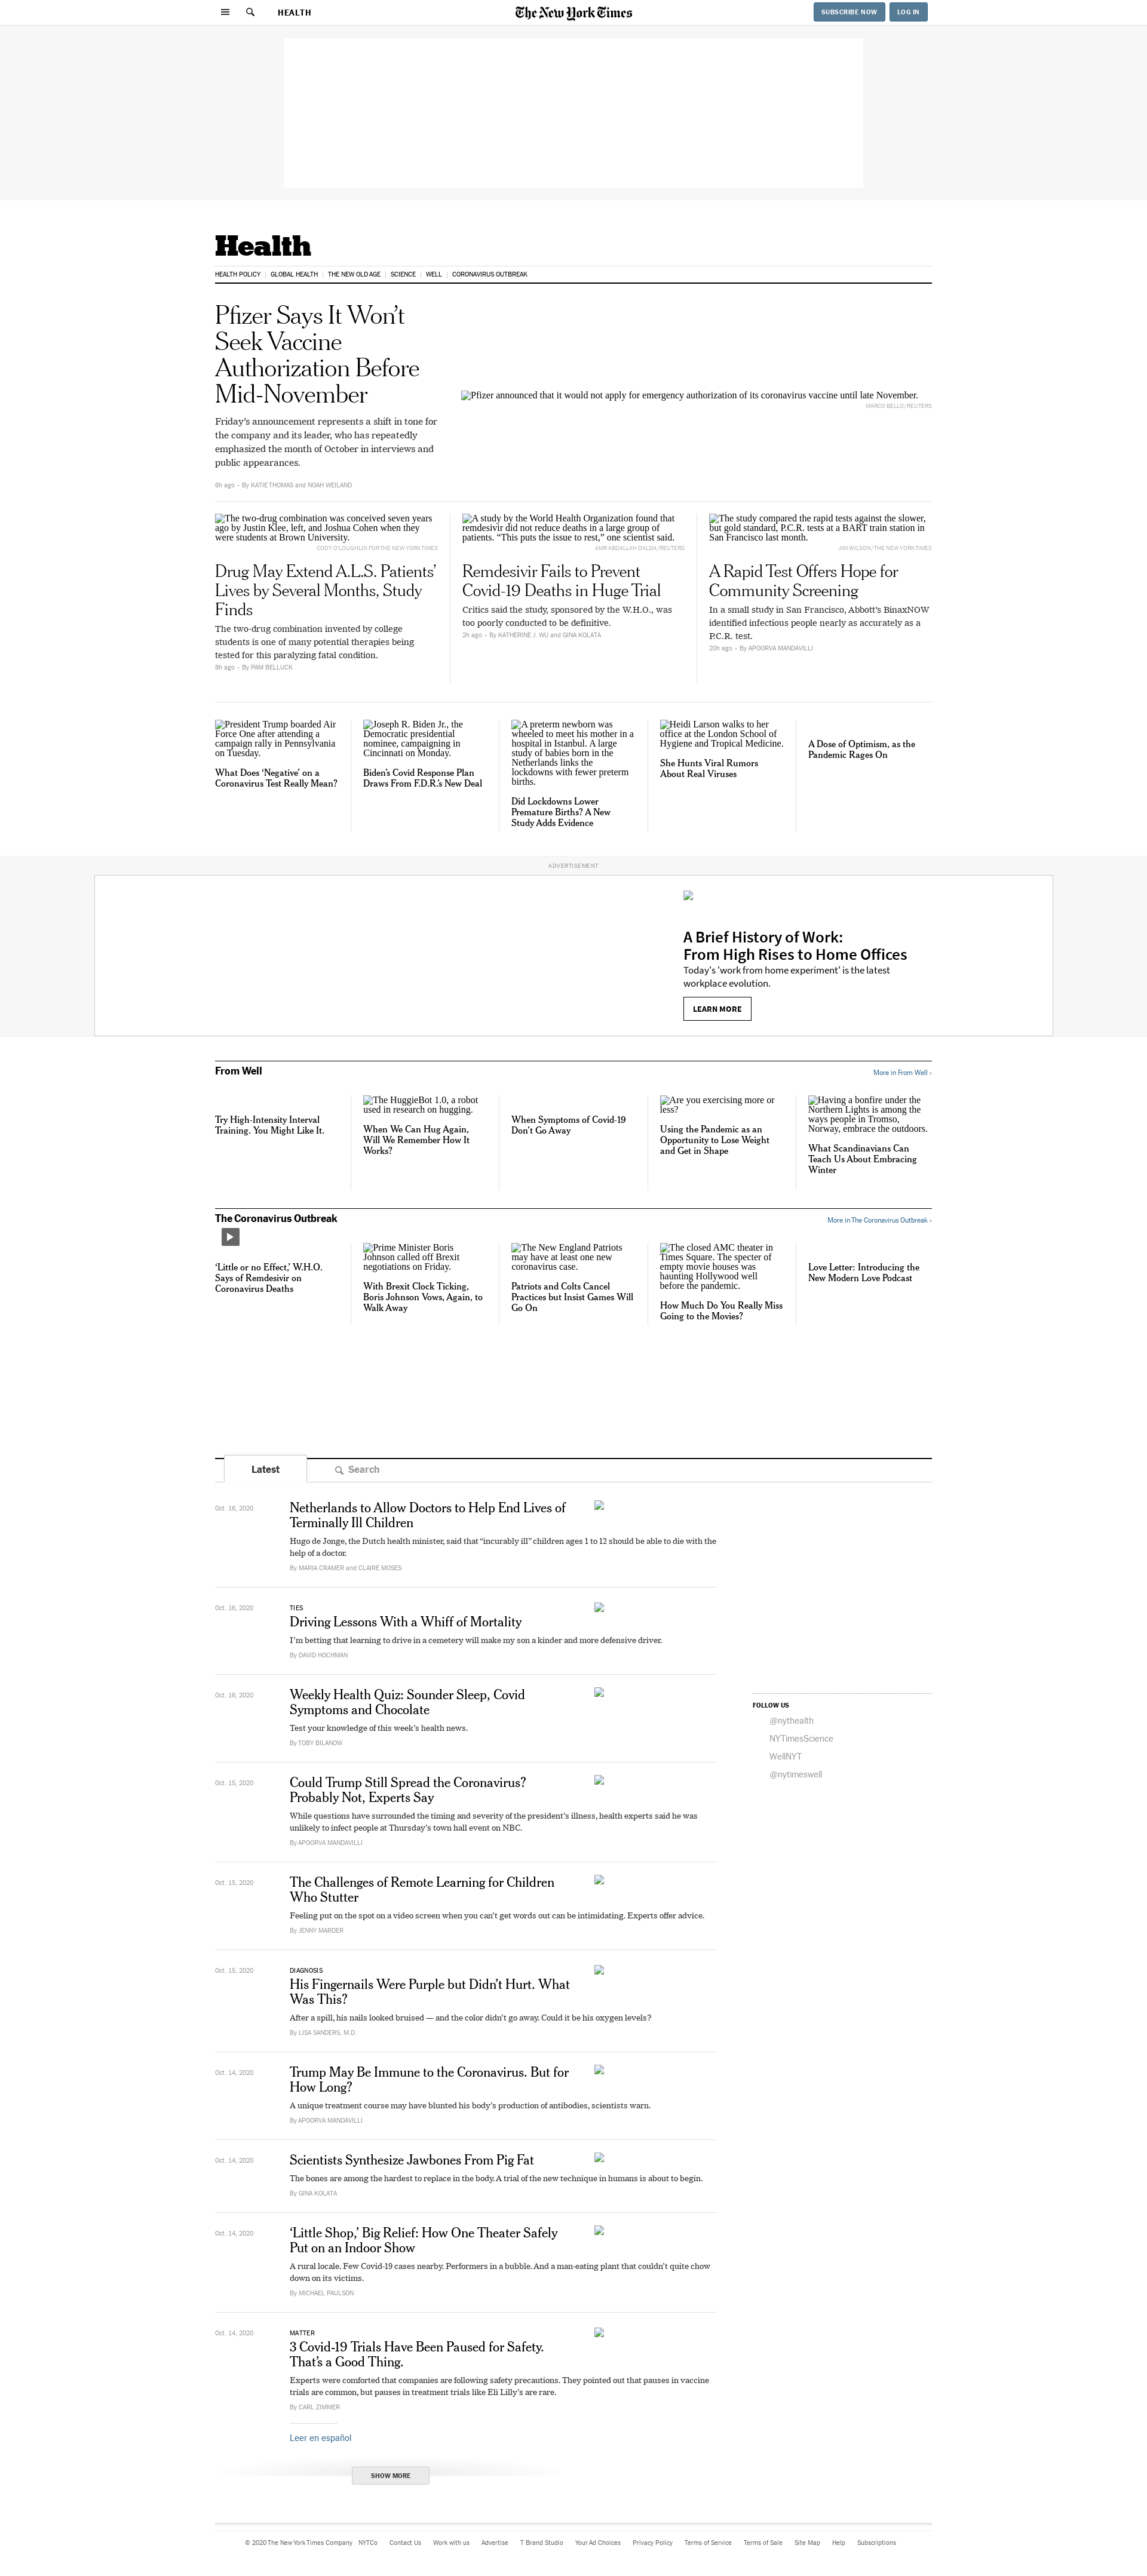 HEALTH
The New York Times
SUBSCRIBE NOW
LOG IN
Health
HEALTH POLICY
GLOBAL HEALTH
THE NEW OLD AGE
SCIENCE
WELL
CORONAVIRUS OUTBREAK
Pfizer Says It Won’t
Seek Vaccine
Authorization Before
Mid-November
Friday’s announcement represents a shift in tone for
the company and its leader, who has repeatedly
emphasized the month of October in interviews and
public appearances.
6h ago • By KATIE THOMAS and NOAH WEILAND
Pfizer announced that it would not apply for emergency authorization of its coronavirus vaccine until late November.
MARCO BELLO/REUTERS
The two-drug combination was conceived seven years
ago by Justin Klee, left, and Joshua Cohen when they
were students at Brown University.
CODY O’LOUGHLIN FOR THE NEW YORK TIMES
Drug May Extend A.L.S. Patients’
Lives by Several Months, Study
Finds
The two-drug combination invented by college
students is one of many potential therapies being
tested for this paralyzing fatal condition.
8h ago • By PAM BELLUCK
A study by the World Health Organization found that
remdesivir did not reduce deaths in a large group of
patients. “This puts the issue to rest,” one scientist said.
AMR ABDALLAH DALSH/REUTERS
Remdesivir Fails to Prevent
Covid-19 Deaths in Huge Trial
Critics said the study, sponsored by the W.H.O., was
too poorly conducted to be definitive.
2h ago • By KATHERINE J. WU and GINA KOLATA
The study compared the rapid tests against the slower,
but gold standard, P.C.R. tests at a BART train station in
San Francisco last month.
JIM WILSON/THE NEW YORK TIMES
A Rapid Test Offers Hope for
Community Screening
In a small study in San Francisco, Abbott’s BinaxNOW
identified infectious people nearly as accurately as a
P.C.R. test.
20h ago • By APOORVA MANDAVILLI
President Trump boarded Air
Force One after attending a
campaign rally in Pennsylvania
on Tuesday.
What Does ‘Negative’ on a
Coronavirus Test Really Mean?
Joseph R. Biden Jr., the
Democratic presidential
nominee, campaigning in
Cincinnati on Monday.
Biden’s Covid Response Plan
Draws From F.D.R.’s New Deal
A preterm newborn was
wheeled to meet his mother in a
hospital in Istanbul. A large
study of babies born in the
Netherlands links the
lockdowns with fewer preterm
births.
Did Lockdowns Lower
Premature Births? A New
Study Adds Evidence
Heidi Larson walks to her
office at the London School of
Hygiene and Tropical Medicine.
She Hunts Viral Rumors
About Real Viruses
A Dose of Optimism, as the
Pandemic Rages On
ADVERTISEMENT
A Brief History of Work:
From High Rises to Home Offices
Today's 'work from home experiment' is the latest
workplace evolution.
LEARN MORE
From Well
More in From Well ›
Try High-Intensity Interval
Training. You Might Like It.
The HuggieBot 1.0, a robot
used in research on hugging.
When We Can Hug Again,
Will We Remember How It
Works?
When Symptoms of Covid-19
Don’t Go Away
Are you exercising more or
less?
Using the Pandemic as an
Opportunity to Lose Weight
and Get in Shape
Having a bonfire under the
Northern Lights is among the
ways people in Tromso,
Norway, embrace the outdoors.
What Scandinavians Can
Teach Us About Embracing
Winter
The Coronavirus Outbreak
More in The Coronavirus Outbreak ›
‘Little or no Effect,’ W.H.O.
Says of Remdesivir on
Coronavirus Deaths
Prime Minister Boris
Johnson called off Brexit
negotiations on Friday.
With Brexit Clock Ticking,
Boris Johnson Vows, Again, to
Walk Away
The New England Patriots
may have at least one new
coronavirus case.
Patriots and Colts Cancel
Practices but Insist Games Will
Go On
The closed AMC theater in
Times Square. The specter of
empty movie houses was
haunting Hollywood well
before the pandemic.
How Much Do You Really Miss
Going to the Movies?
Love Letter: Introducing the
New Modern Love Podcast
Latest
Search
Oct. 16, 2020
Netherlands to Allow Doctors to Help End Lives of
Terminally Ill Children
Hugo de Jonge, the Dutch health minister, said that “incurably ill” children ages 1 to 12 should be able to die with the
help of a doctor.
By MARIA CRAMER and CLAIRE MOSES
Oct. 16, 2020
TIES
Driving Lessons With a Whiff of Mortality
I’m betting that learning to drive in a cemetery will make my son a kinder and more defensive driver.
By DAVID HOCHMAN
Oct. 16, 2020
Weekly Health Quiz: Sounder Sleep, Covid
Symptoms and Chocolate
Test your knowledge of this week’s health news.
By TOBY BILANOW
FOLLOW US
@nythealth
NYTimesScience
WellNYT
@nytimeswell
Oct. 15, 2020
Could Trump Still Spread the Coronavirus?
Probably Not, Experts Say
While questions have surrounded the timing and severity of the president’s illness, health experts said he was
unlikely to infect people at Thursday’s town hall event on NBC.
By APOORVA MANDAVILLI
Oct. 15, 2020
The Challenges of Remote Learning for Children
Who Stutter
Feeling put on the spot on a video screen when you can’t get words out can be intimidating. Experts offer advice.
By JENNY MARDER
Oct. 15, 2020
DIAGNOSIS
His Fingernails Were Purple but Didn’t Hurt. What
Was This?
After a spill, his nails looked bruised — and the color didn’t go away. Could it be his oxygen levels?
By LISA SANDERS, M.D.
Oct. 14, 2020
Trump May Be Immune to the Coronavirus. But for
How Long?
A unique treatment course may have blunted his body’s production of antibodies, scientists warn.
By APOORVA MANDAVILLI
Oct. 14, 2020
Scientists Synthesize Jawbones From Pig Fat
The bones are among the hardest to replace in the body. A trial of the new technique in humans is about to begin.
By GINA KOLATA
Oct. 14, 2020
‘Little Shop,’ Big Relief: How One Theater Safely
Put on an Indoor Show
A rural locale. Few Covid-19 cases nearby. Performers in a bubble. And a man-eating plant that couldn’t quite chow
down on its victims.
By MICHAEL PAULSON
Oct. 14, 2020
MATTER
3 Covid-19 Trials Have Been Paused for Safety.
That’s a Good Thing.
Experts were comforted that companies are following safety precautions. They pointed out that pauses in vaccine
trials are common, but pauses in treatment trials like Eli Lilly’s are rare.
By CARL ZIMMER
Leer en español
SHOW MORE
© 2020 The New York Times Company
NYTCo
Contact Us
Work with us
Advertise
T Brand Studio
Your Ad Choices
Privacy Policy
Terms of Service
Terms of Sale
Site Map
Help
Subscriptions